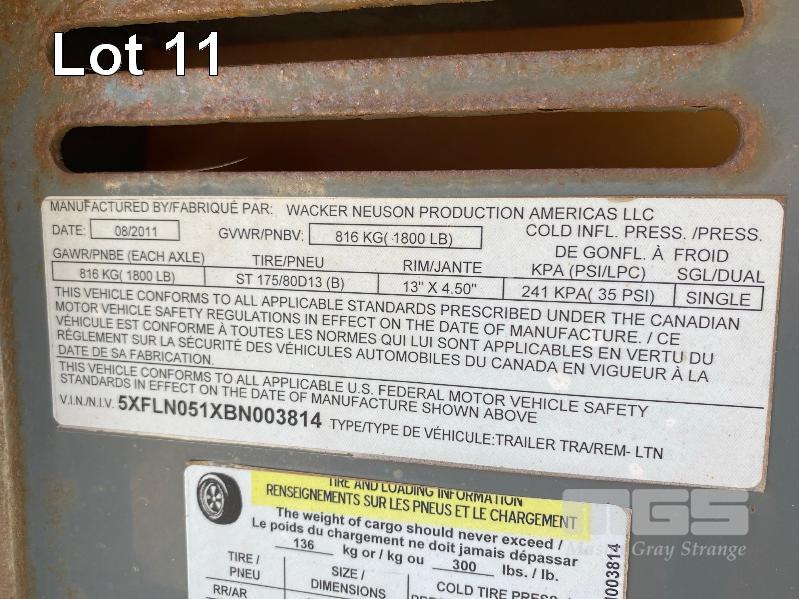 Lot 11
MANUFACTURED BY/FABRIQUÉ PAR: WACKER NEUSON PRODUCTION AMERICAS LLC
DATE: 08/2011 GVWR/PNBV: 816 KG( 1800 LB) COLD INFL. PRESS. /PRESS.
DE GONFL. À FROID
GAWR/PNBE (EACH AXLE) TIRE/PNEU RIM/JANTE KPA (PSI/LPC) SGL/DUAL
816 KG( 1800 LB) ST 175/80D13 (B) 13" X 4.50" 241 KPA( 35 PSI) SINGLE
THIS VEHICLE CONFORMS TO ALL APPLICABLE STANDARDS PRESCRIBED UNDER THE CANADIAN
MOTOR VEHICLE SAFETY REGULATIONS IN EFFECT ON THE DATE OF MANUFACTURE. / CE
VÉHICULE EST CONFORME À TOUTES LES NORMES QUI LUI SONT APPLICABLES EN VERTU DU
RÉGLEMENT SUR LA SÉCURITÉ DES VÉHICULES AUTOMOBILES DU CANADA EN VIGUEUR À LA
DATE DE SA FABRICATION.
THIS VEHICLE CONFORMS TO ALL APPLICABLE U.S. FEDERAL MOTOR VEHICLE SAFETY
STANDARDS IN EFFECT ON THE DATE OF MANUFACTURE SHOWN ABOVE
V.I.N./N.I.V. 5XFLN051XBN003814 TYPE/TYPE DE VÉHICULE:TRAILER TRA/REM- LTN
TIRE AND LOADING INFORMATION
RENSEIGNEMENTS SUR LES PNEUS ET LE CHARGEMENT
The weight of cargo should never exceed /
Le poids du chargement ne doit jamais dépasser
136 kg or / kg ou 300 lbs. / lb.
TIRE / SIZE / COLD TIRE PRESS
PNEU DIMENSIONS
RR/AR
N003814
MGS
Gray Strange